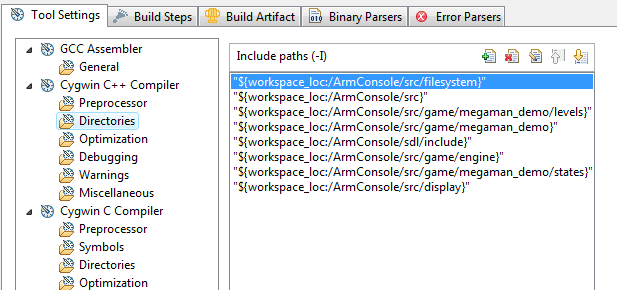 Tool Settings Build Steps Build Artifact Binary Parsers Error Parsers
GCC Assembler
General
Cygwin C++ Compiler
Preprocessor
Directories
Optimization
Debugging
Warnings
Miscellaneous
Cygwin C Compiler
Preprocessor
Symbols
Directories
Optimization
Include paths (-I)
"${workspace_loc:/ArmConsole/src/filesystem}"
"${workspace_loc:/ArmConsole/src}"
"${workspace_loc:/ArmConsole/src/game/megaman_demo/levels}"
"${workspace_loc:/ArmConsole/src/game/megaman_demo}"
"${workspace_loc:/ArmConsole/sdl/include}"
"${workspace_loc:/ArmConsole/src/game/engine}"
"${workspace_loc:/ArmConsole/src/game/megaman_demo/states}"
"${workspace_loc:/ArmConsole/src/display}"